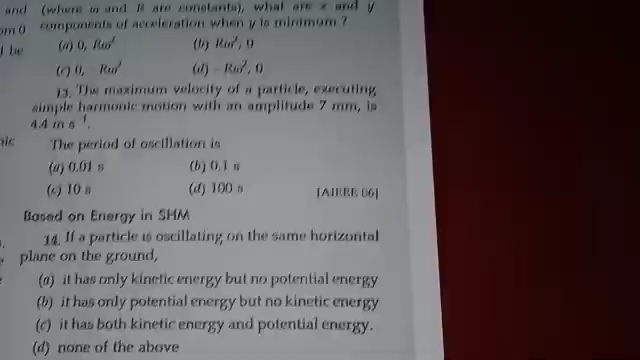 and (where ω and R are constants), what are x and y
om 0 components of acceleration when y is minimum ?
l be (a) 0, Rω² (b) Rω², 0
(c) 0, - Rω² (d) - Rω², 0
13. The maximum velocity of a particle, executing
simple harmonic motion with an amplitude 7 mm, is
4.4 m s⁻¹.
nic The period of oscillation is
(a) 0.01 s (b) 0.1 s
(c) 10 s (d) 100 s [AIEEE 06]
Based on Energy in SHM
14. If a particle is oscillating on the same horizontal
plane on the ground,
(a) it has only kinetic energy but no potential energy
(b) it has only potential energy but no kinetic energy
(c) it has both kinetic energy and potential energy.
(d) none of the above